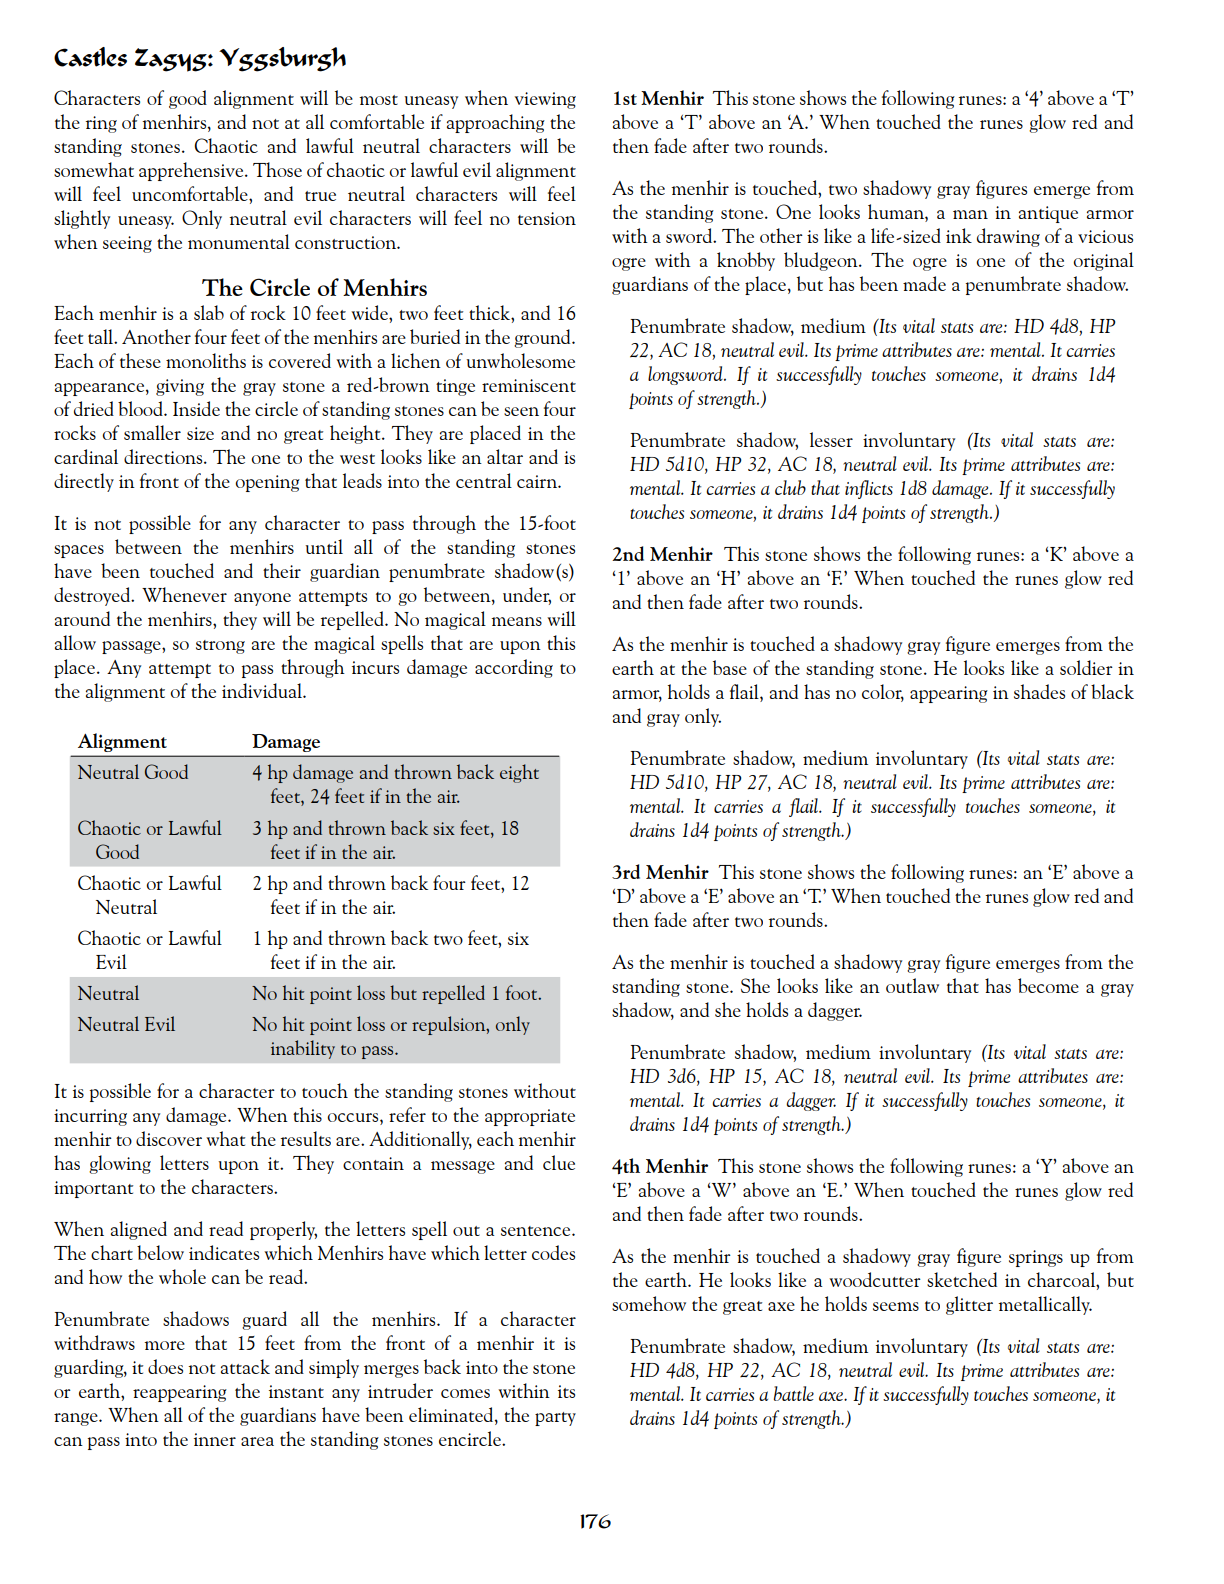 Castles Zagyg: Yggsburgh
Characters of good alignment will be most uneasy when viewing
the ring of menhirs, and not at all comfortable if approaching the
standing stones. Chaotic and lawful neutral characters will be
somewhat apprehensive. Those of chaotic or lawful evil alignment
will feel uncomfortable, and true neutral characters will feel
slightly uneasy. Only neutral evil characters will feel no tension
when seeing the monumental construction.
The Circle of Menhirs
Each menhir is a slab of rock 10 feet wide, two feet thick, and 16
feet tall. Another four feet of the menhirs are buried in the ground.
Each of these monoliths is covered with a lichen of unwholesome
appearance, giving the gray stone a red-brown tinge reminiscent
of dried blood. Inside the circle of standing stones can be seen four
rocks of smaller size and no great height. They are placed in the
cardinal directions. The one to the west looks like an altar and is
directly in front of the opening that leads into the central cairn.
It is not possible for any character to pass through the 15-foot
spaces between the menhirs until all of the standing stones
have been touched and their guardian penumbrate shadow(s)
destroyed. Whenever anyone attempts to go between, under, or
around the menhirs, they will be repelled. No magical means will
allow passage, so strong are the magical spells that are upon this
place. Any attempt to pass through incurs damage according to
the alignment of the individual.
Alignment Damage
Neutral Good 4 hp damage and thrown back eight
feet, 24 feet if in the air.
Chaotic or Lawful 3 hp and thrown back six feet, 18
Good feet if in the air.
Chaotic or Lawful 2 hp and thrown back four feet, 12
Neutral feet if in the air.
Chaotic or Lawful 1 hp and thrown back two feet, six
Evil feet if in the air.
Neutral No hit point loss but repelled 1 foot.
Neutral Evil No hit point loss or repulsion, only
inability to pass.
It is possible for a character to touch the standing stones without
incurring any damage. When this occurs, refer to the appropriate
menhir to discover what the results are. Additionally, each menhir
has glowing letters upon it. They contain a message and clue
important to the characters.
When aligned and read properly, the letters spell out a sentence.
The chart below indicates which Menhirs have which letter codes
and how the whole can be read.
Penumbrate shadows guard all the menhirs. If a character
withdraws more that 15 feet from the front of a menhir it is
guarding, it does not attack and simply merges back into the stone
or earth, reappearing the instant any intruder comes within its
range. When all of the guardians have been eliminated, the party
can pass into the inner area the standing stones encircle.
1st Menhir This stone shows the following runes: a ‘4’ above a ‘T’
above a ‘T’ above an ‘A.’ When touched the runes glow red and
then fade after two rounds.
As the menhir is touched, two shadowy gray figures emerge from
the standing stone. One looks human, a man in antique armor
with a sword. The other is like a life-sized ink drawing of a vicious
ogre with a knobby bludgeon. The ogre is one of the original
guardians of the place, but has been made a penumbrate shadow.
Penumbrate shadow, medium (Its vital stats are: HD 4d8, HP
22, AC 18, neutral evil. Its prime attributes are: mental. It carries
a longsword. If it successfully touches someone, it drains 1d4
points of strength.)
Penumbrate shadow, lesser involuntary (Its vital stats are:
HD 5d10, HP 32, AC 18, neutral evil. Its prime attributes are:
mental. It carries a club that inflicts 1d8 damage. If it successfully
touches someone, it drains 1d4 points of strength.)
2nd Menhir This stone shows the following runes: a ‘K’ above a
‘1’ above an ‘H’ above an ‘F.’ When touched the runes glow red
and then fade after two rounds.
As the menhir is touched a shadowy gray figure emerges from the
earth at the base of the standing stone. He looks like a soldier in
armor, holds a flail, and has no color, appearing in shades of black
and gray only.
Penumbrate shadow, medium involuntary (Its vital stats are:
HD 5d10, HP 27, AC 18, neutral evil. Its prime attributes are:
mental. It carries a flail. If it successfully touches someone, it
drains 1d4 points of strength.)
3rd Menhir This stone shows the following runes: an ‘E’ above a
‘D’ above a ‘E’ above an ‘T.’ When touched the runes glow red and
then fade after two rounds.
As the menhir is touched a shadowy gray figure emerges from the
standing stone. She looks like an outlaw that has become a gray
shadow, and she holds a dagger.
Penumbrate shadow, medium involuntary (Its vital stats are:
HD 3d6, HP 15, AC 18, neutral evil. Its prime attributes are:
mental. It carries a dagger. If it successfully touches someone, it
drains 1d4 points of strength.)
4th Menhir This stone shows the following runes: a ‘Y’ above an
‘E’ above a ‘W’ above an ‘E.’ When touched the runes glow red
and then fade after two rounds.
As the menhir is touched a shadowy gray figure springs up from
the earth. He looks like a woodcutter sketched in charcoal, but
somehow the great axe he holds seems to glitter metallically.
Penumbrate shadow, medium involuntary (Its vital stats are:
HD 4d8, HP 22, AC 18, neutral evil. Its prime attributes are:
mental. It carries a battle axe. If it successfully touches someone, it
drains 1d4 points of strength.)
176